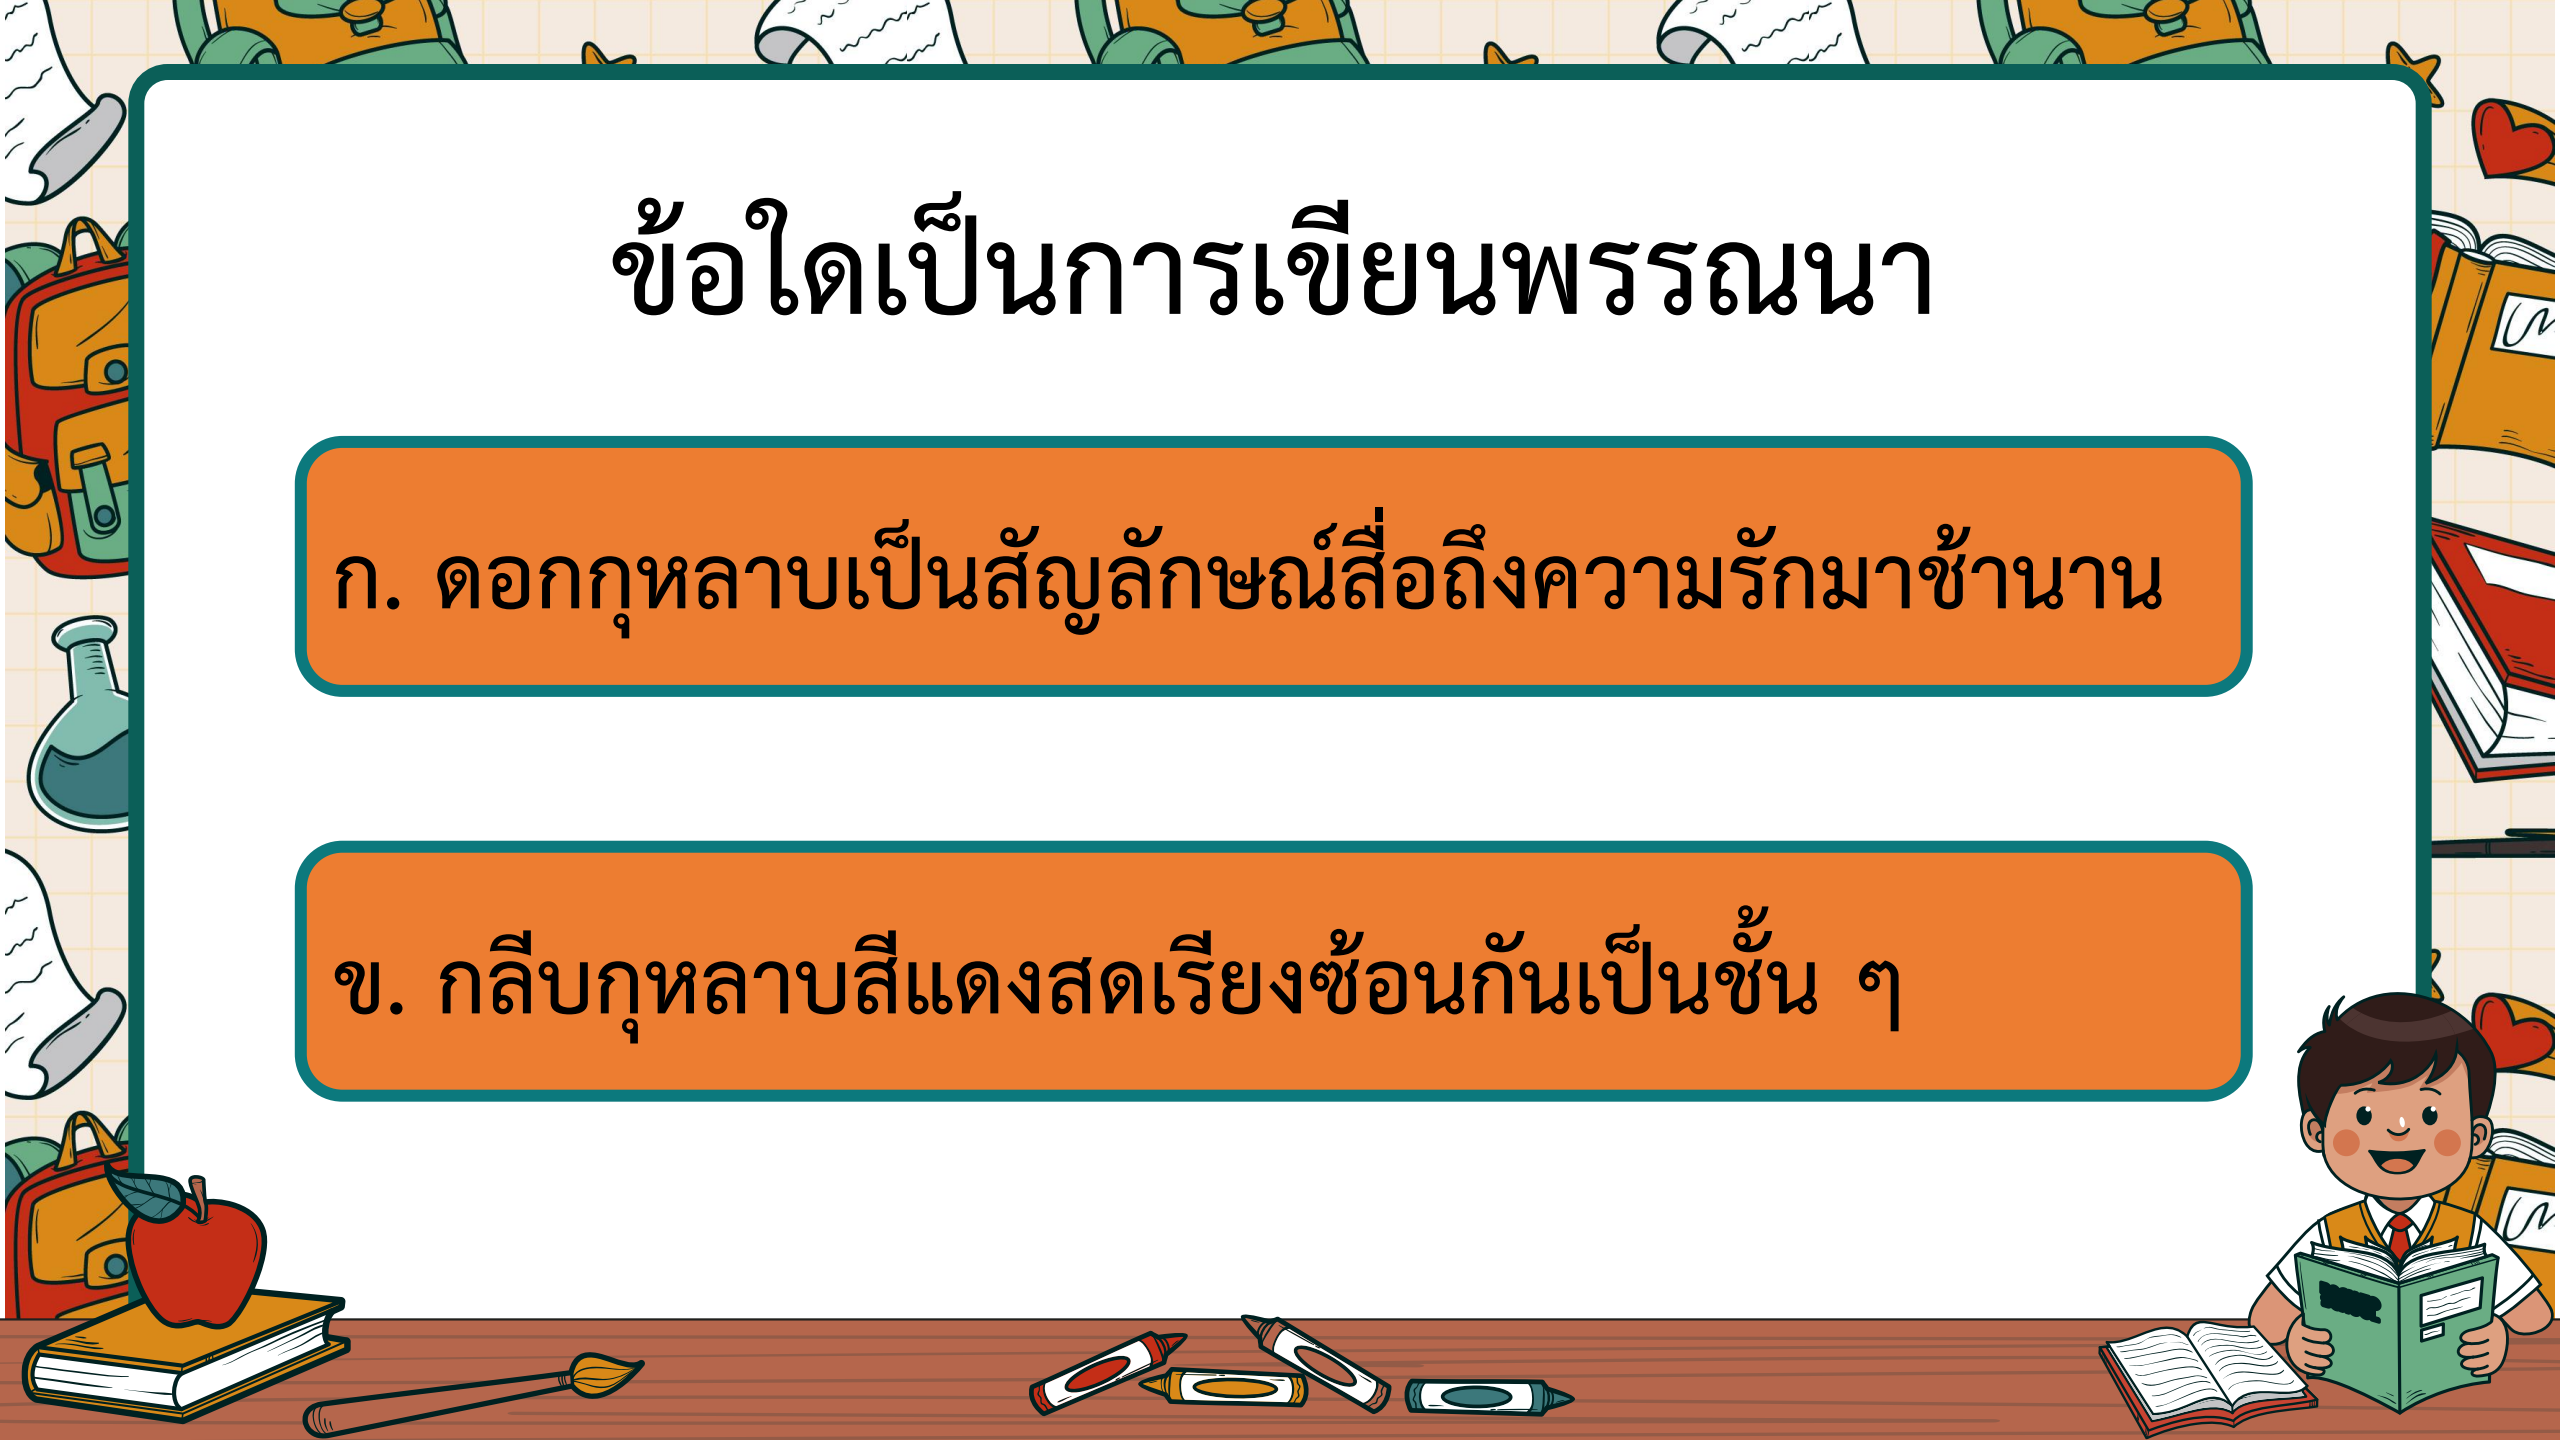 ข้อใดเป็นการเขียนพรรณนา
ก. ดอกกุหลาบเป็นสัญลักษณ์สื่อถึงความรักมาช้านาน
ข. กลีบกุหลาบสีแดงสดเรียงซ้อนกันเป็นชั้น ๆ